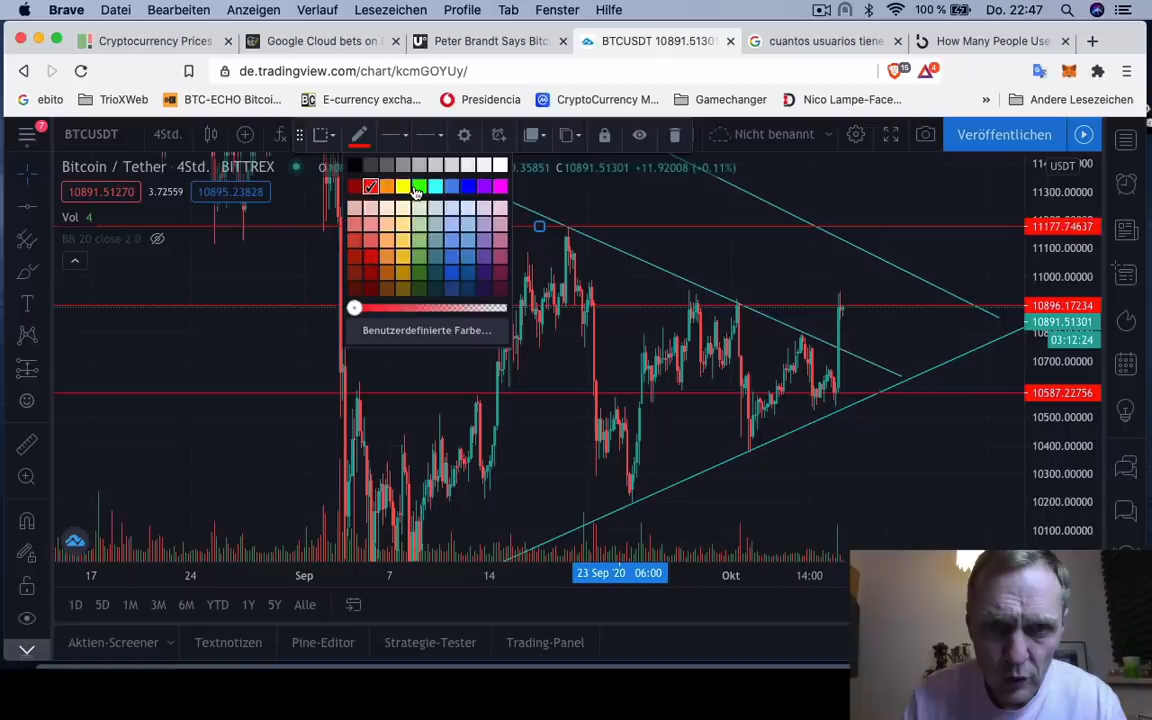 Brave Datei Bearbeiten Anzeigen Verlauf Lesezeichen Profile Tab Fenster Hilfe 100 % Do. 22:47
Cryptocurrency Prices Google Cloud bets on Peter Brandt Says Bitc BTCUSDT 10891.5130 cuantos usuarios tiene How Many People Use
de.tradingview.com/chart/kcmGOYUy/ 15 4
ebito TrioXWeb BTC-ECHO Bitcoin... E-currency excha... Presidencia CryptoCurrency M... Gamechanger Nico Lampe-Face... » Andere Lesezeichen
7 BTCUSDT 4Std. Nicht benannt Veröffentlichen
Bitcoin / Tether 4Std. BITTREX .35851 C10891.51301 +11.92008 (+0.11%) USDT
10891.51270 3.72559 10895.23828 11300.00000
Vol 4 11177.74637
BB 20 close 2.0 11100.00000
11000.00000
10896.17234
10891.51301
Benutzerdefinierte Farbe... 03:12:24
10700.00000
10587.22756
10500.00000
10400.00000
10300.00000
10200.00000
10100.00000
17 24 Sep 7 14 23 Sep '20 06:00 Okt 14:00
1D 5D 1M 3M 6M YTD 1Y 5Y Alle
Aktien-Screener Textnotizen Pine-Editor Strategie-Tester Trading-Panel